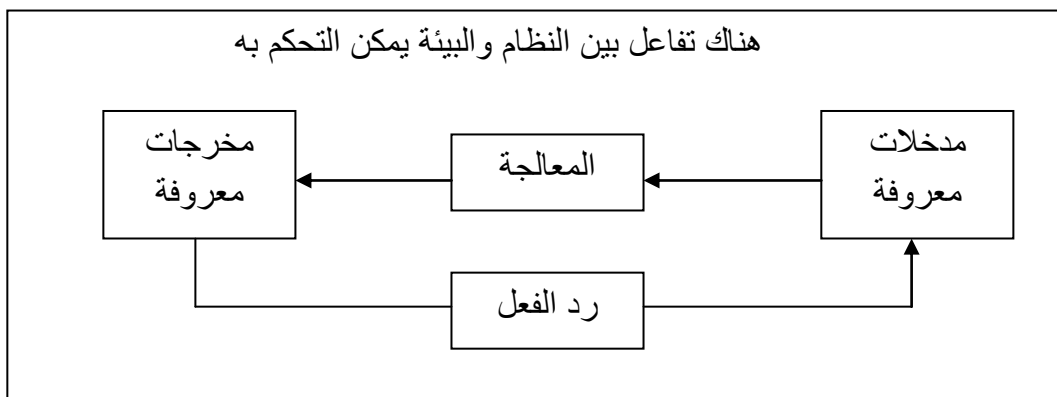 هناك تفاعل بين النظام والبيئة يمكن التحكم به
مدخلات
معروفة
المعالجة
مخرجات
معروفة
رد الفعل